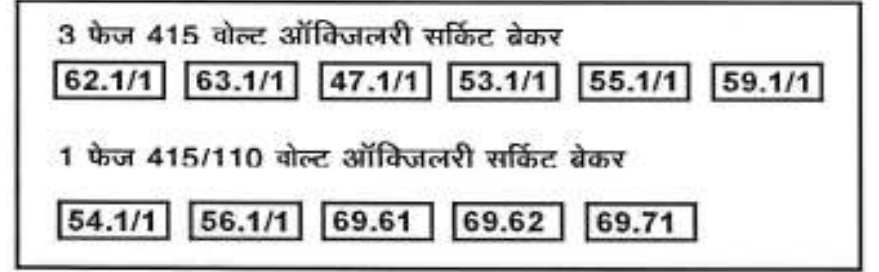 3 फेज 415 वोल्ट ऑक्जिलरी सर्किट ब्रेकर
62.1/1 63.1/1 47.1/1 53.1/1 55.1/1 59.1/1
1 फेज 415/110 वोल्ट ऑक्जिलरी सर्किट ब्रेकर
54.1/1 56.1/1 69.61 69.62 69.71